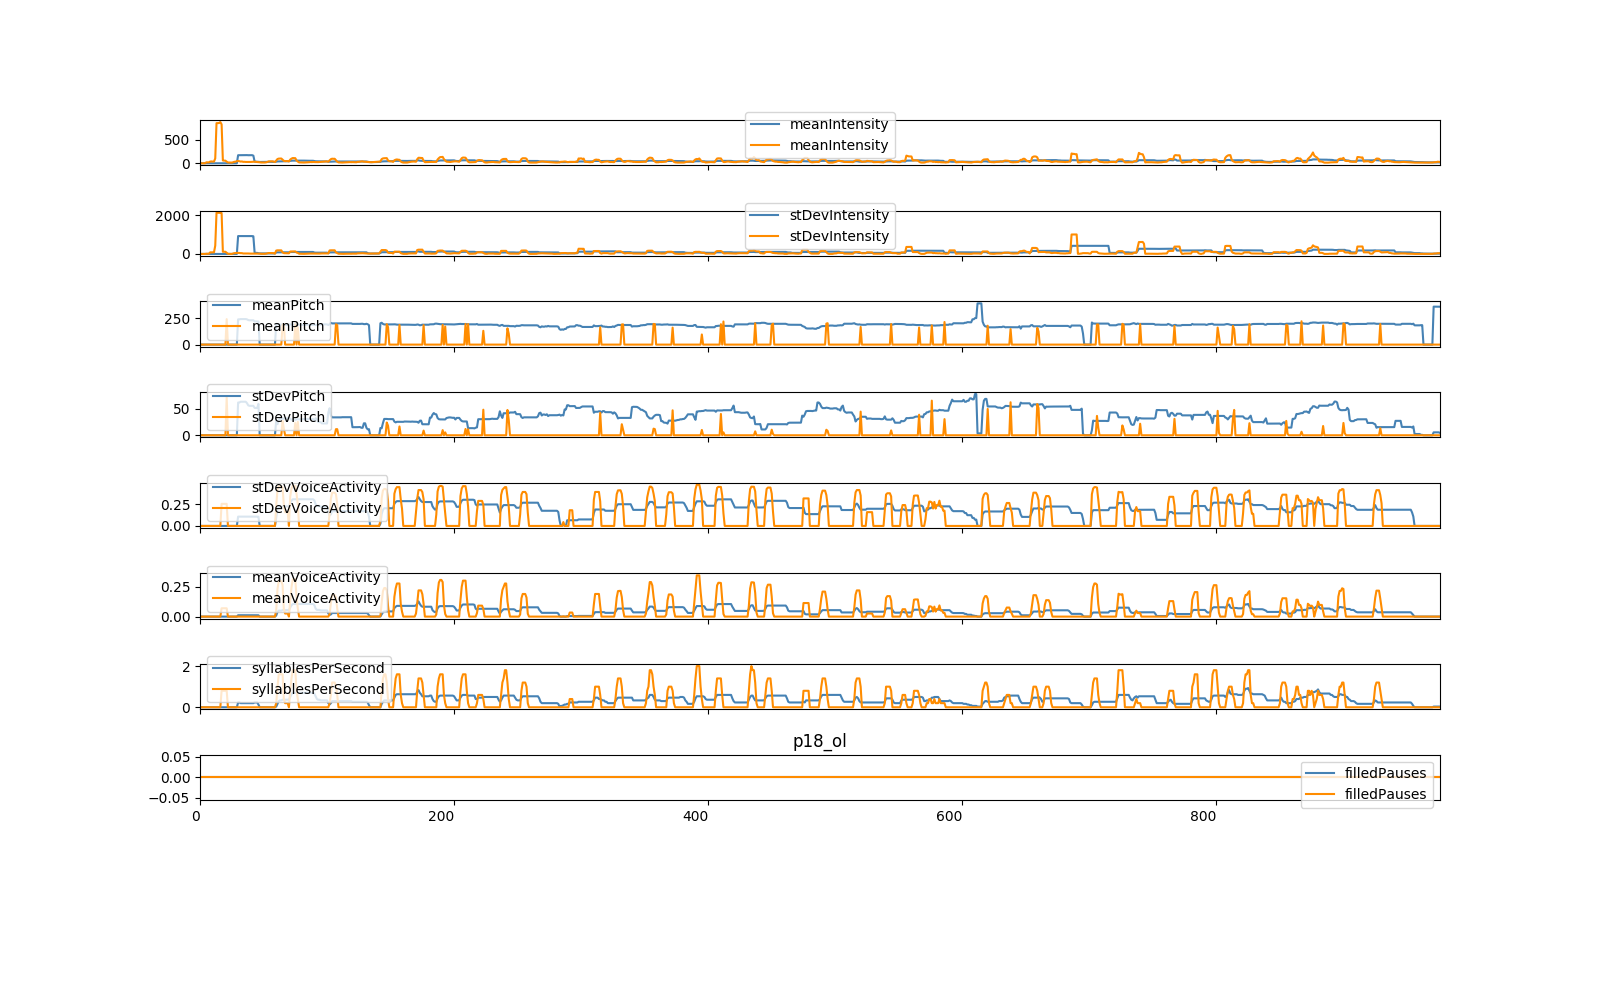 meanIntensity
meanIntensity
500
0
stDevIntensity
stDevIntensity
2000
0
meanPitch
meanPitch
250
0
stDevPitch
stDevPitch
50
0
stDevVoiceActivity
stDevVoiceActivity
0.25
0.00
meanVoiceActivity
meanVoiceActivity
0.25
0.00
syllablesPerSecond
syllablesPerSecond
2
0
p18_ol
0.05
0.00
−0.05
filledPauses
filledPauses
0 200 400 600 800